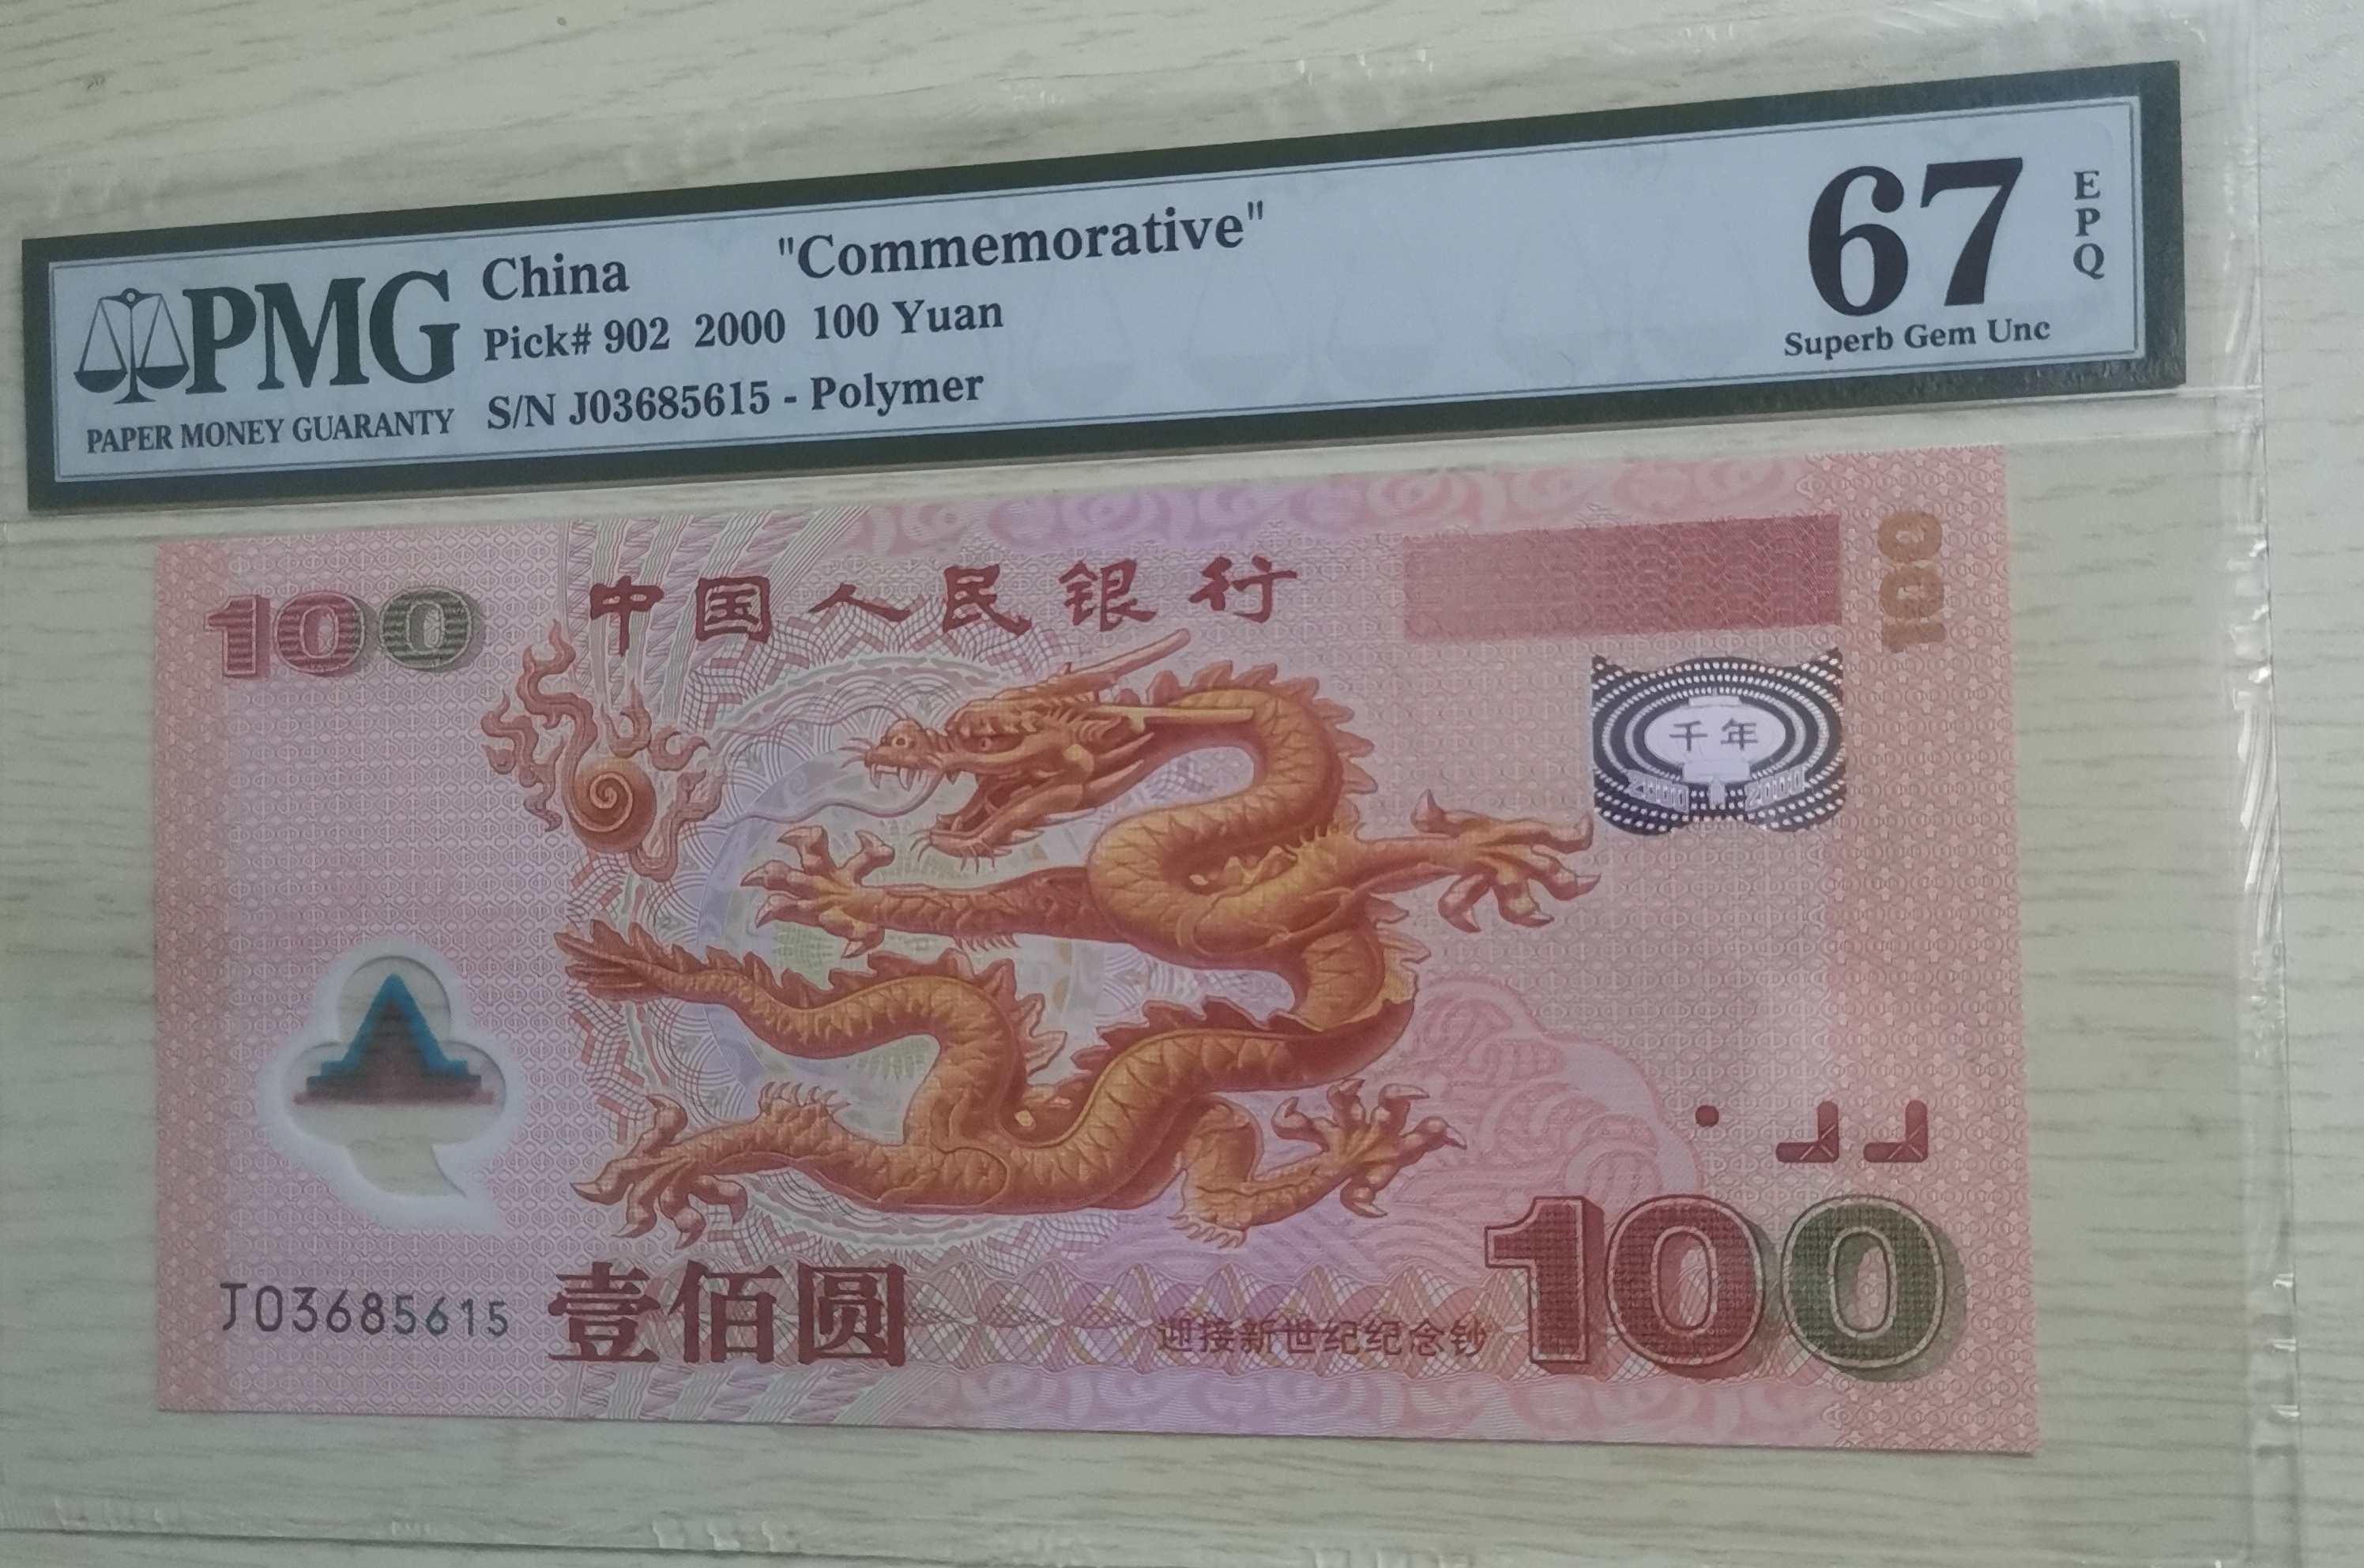 PMG
PAPER MONEY GUARANTY
China "Commemorative"
Pick# 902 2000 100 Yuan
S/N J03685615 - Polymer
67
EPQ
Superb Gem Unc
100
中国人民银行
100
千年
2000 2000
J03685615
壹佰圆
迎接新世纪纪念钞
100